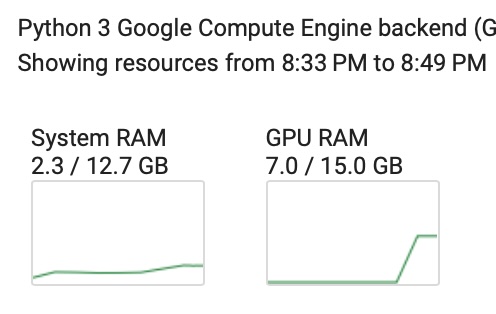 Python 3 Google Compute Engine backend (G
Showing resources from 8:33 PM to 8:49 PM
System RAM
2.3 / 12.7 GB
GPU RAM
7.0 / 15.0 GB